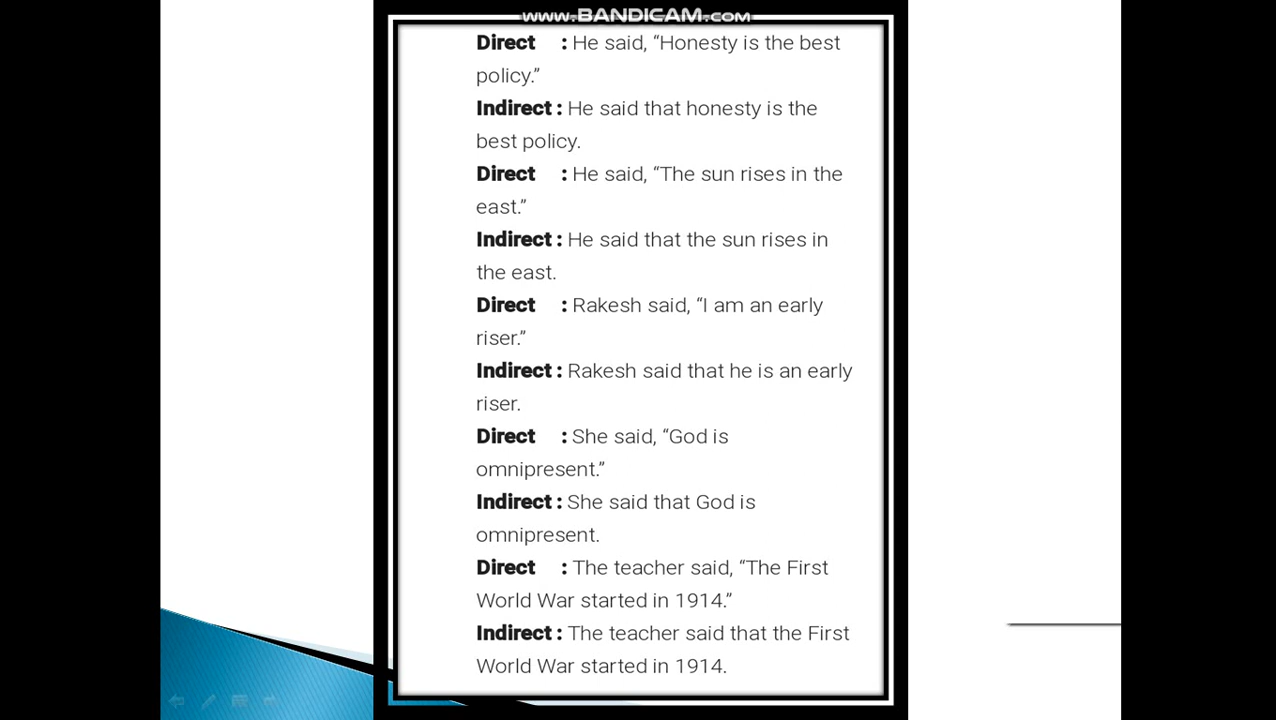 www.BANDICAM.com
Direct : He said, “Honesty is the best
policy.”
Indirect : He said that honesty is the
best policy.
Direct : He said, “The sun rises in the
east.”
Indirect : He said that the sun rises in
the east.
Direct : Rakesh said, “I am an early
riser.”
Indirect : Rakesh said that he is an early
riser.
Direct : She said, “God is
omnipresent.”
Indirect : She said that God is
omnipresent.
Direct : The teacher said, “The First
World War started in 1914.”
Indirect : The teacher said that the First
World War started in 1914.